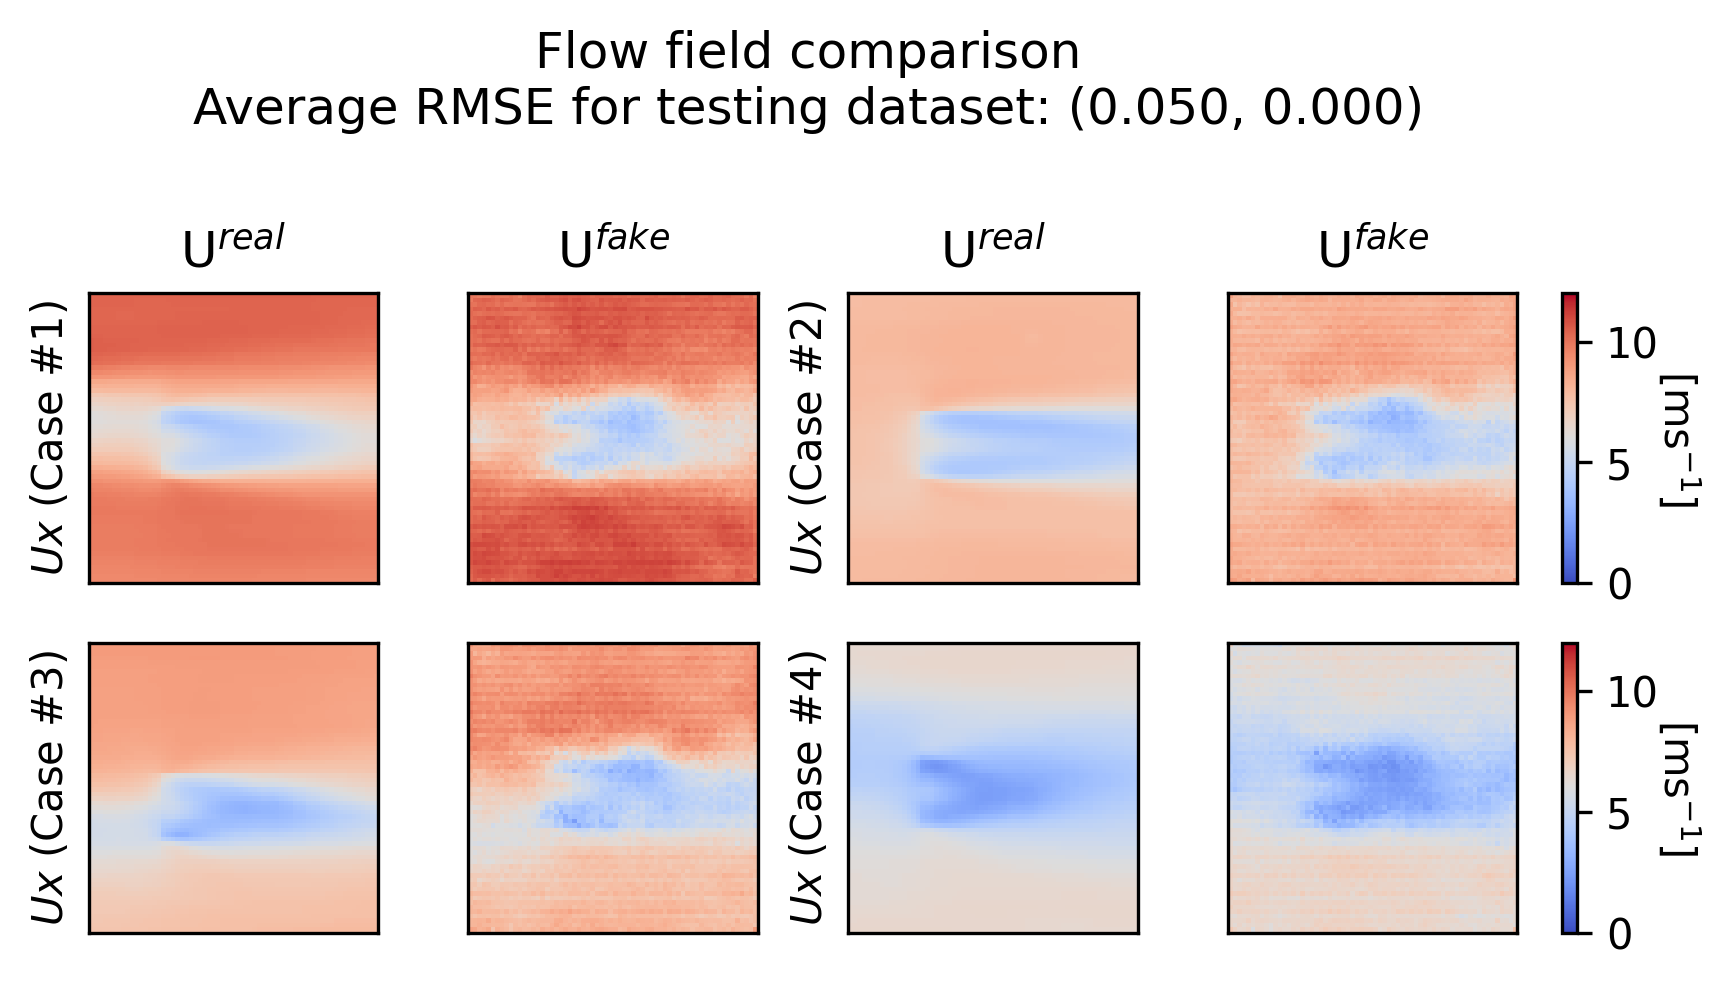 Flow field comparison
Average RMSE for testing dataset: (0.050, 0.000)
U^real U^fake U^real U^fake
Ux (Case #1)
Ux (Case #2)
10
5
0
[ms⁻¹]
Ux (Case #3)
Ux (Case #4)
10
5
0
[ms⁻¹]